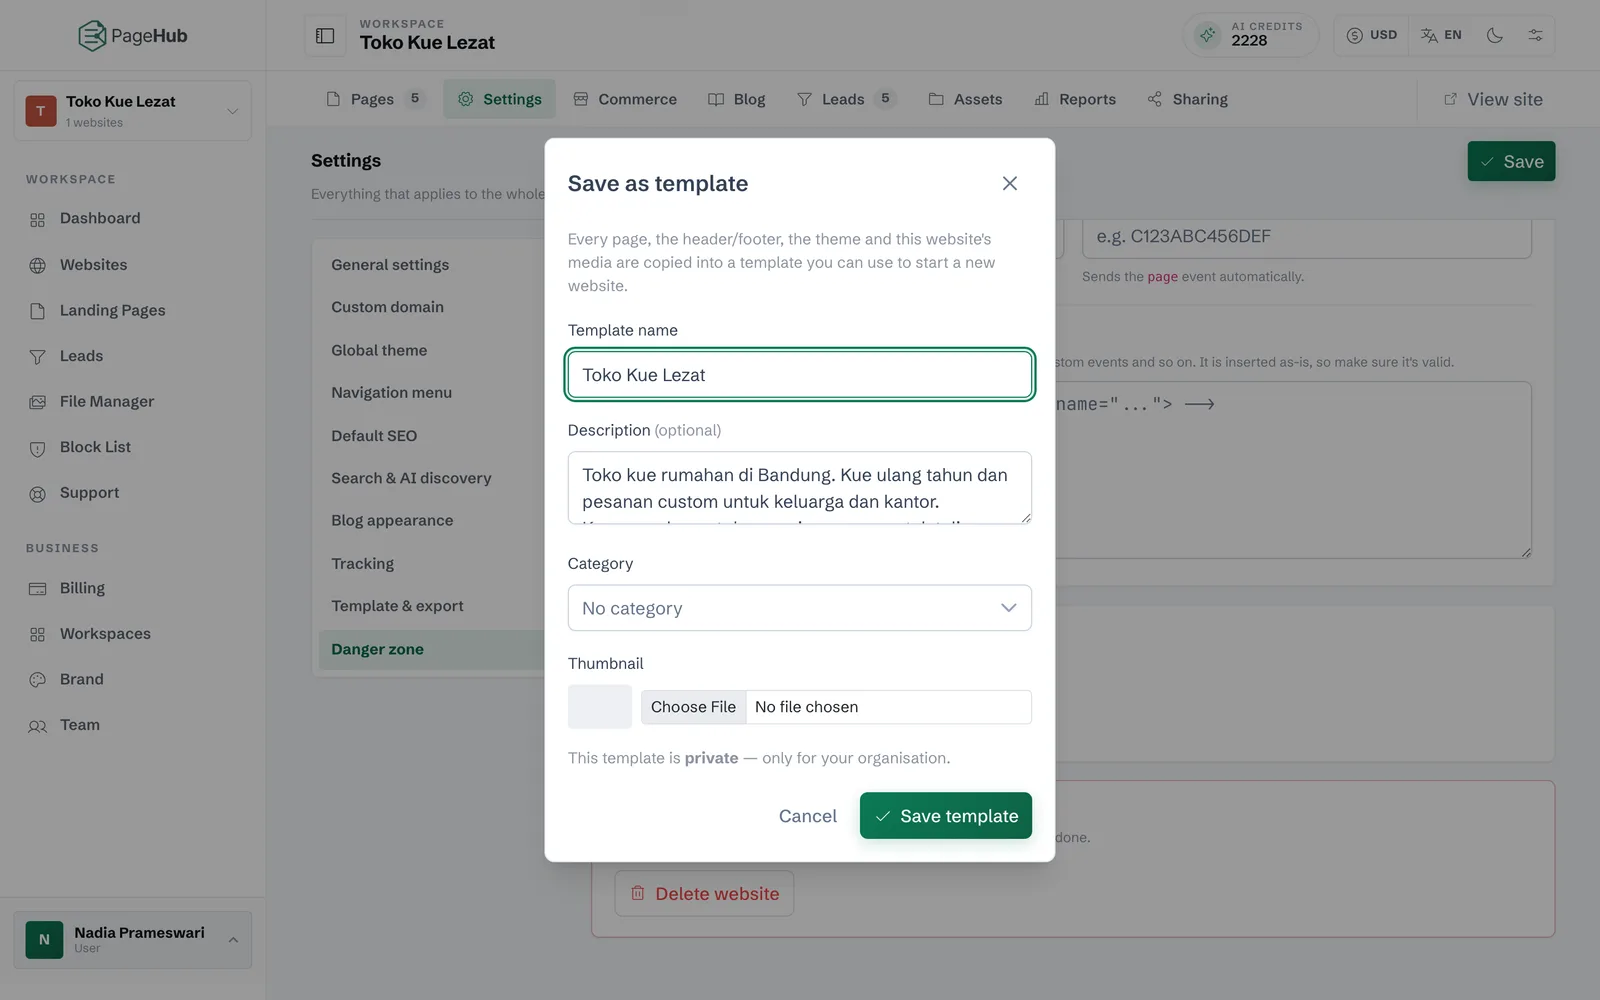 PageHub
WORKSPACE
Toko Kue Lezat
AI CREDITS
2228
USD
EN
T
Toko Kue Lezat
1 websites
Pages 5
Settings
Commerce
Blog
Leads 5
Assets
Reports
Sharing
View site
WORKSPACE
Dashboard
Websites
Landing Pages
Leads
File Manager
Block List
Support
BUSINESS
Billing
Workspaces
Brand
Team
N
Nadia Prameswari
User
Settings
Everything that applies to the whole
Save
General settings
Custom domain
Global theme
Navigation menu
Default SEO
Search & AI discovery
Blog appearance
Tracking
Template & export
Danger zone
e.g. C123ABC456DEF
Sends the page event automatically.
stom events and so on. It is inserted as-is, so make sure it's valid.
name="..."> -->
done.
Delete website
Save as template
Every page, the header/footer, the theme and this website's
media are copied into a template you can use to start a new
website.
Template name
Toko Kue Lezat
Description (optional)
Toko kue rumahan di Bandung. Kue ulang tahun dan
pesanan custom untuk keluarga dan kantor.
Category
No category
Thumbnail
Choose File No file chosen
This template is private — only for your organisation.
Cancel
Save template